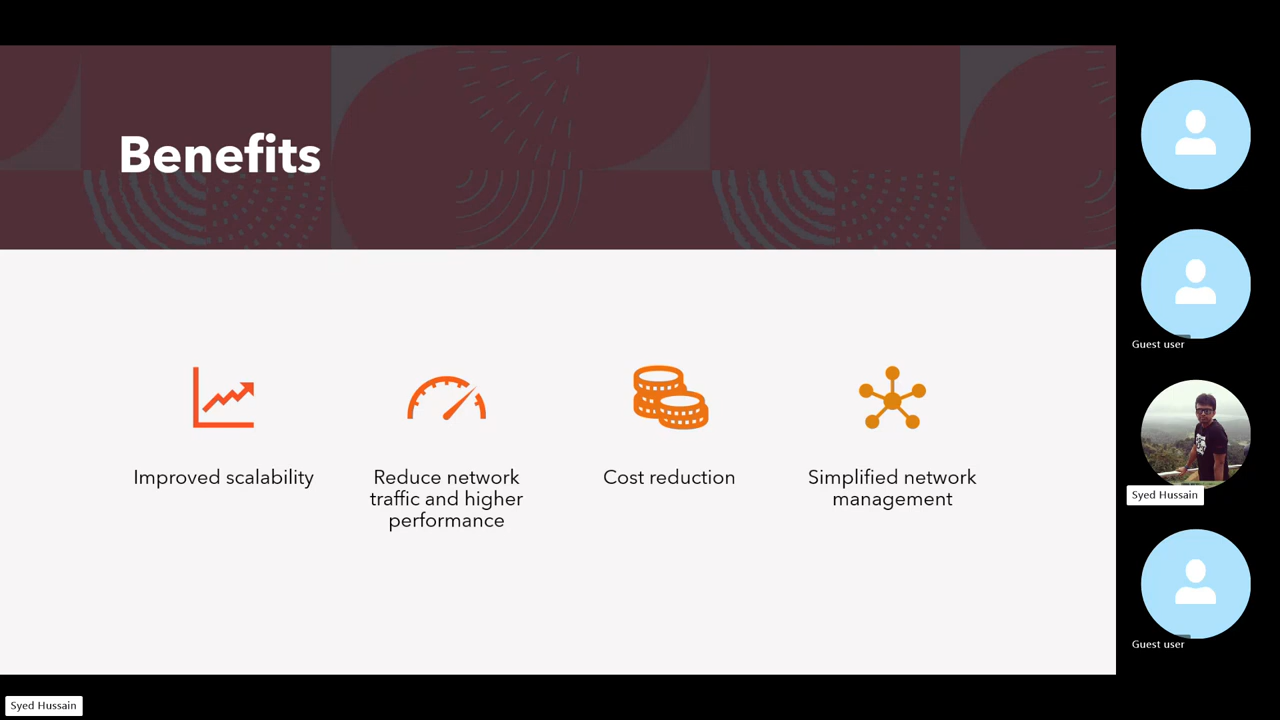 Benefits
Improved scalability
Reduce network
traffic and higher
performance
Cost reduction
Simplified network
management
Guest user
Syed Hussain
Guest user
Syed Hussain